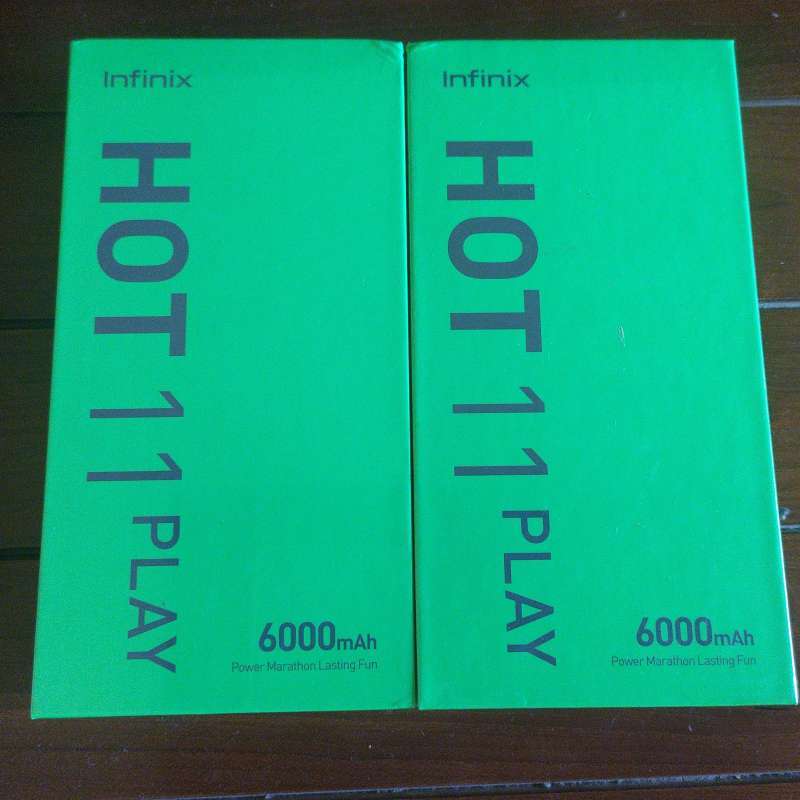 Infinix
HOT 11 PLAY
6000mAh
Power Marathon Lasting Fun
Infinix
HOT 11 PLAY
6000mAh
Power Marathon Lasting Fun